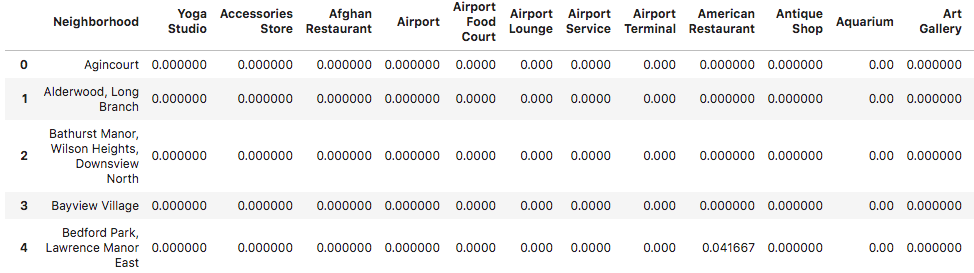 Neighborhood Yoga Studio Accessories Store Afghan Restaurant Airport Airport Food Court Airport Lounge Airport Service Airport Terminal American Restaurant Antique Shop Aquarium Art Gallery
0 Agincourt 0.000000 0.000000 0.000000 0.000000 0.0000 0.000 0.0000 0.000 0.000000 0.000000 0.00 0.000000
1 Alderwood, Long Branch 0.000000 0.000000 0.000000 0.000000 0.0000 0.000 0.0000 0.000 0.000000 0.000000 0.00 0.000000
2 Bathurst Manor, Wilson Heights, Downsview North 0.000000 0.000000 0.000000 0.000000 0.0000 0.000 0.0000 0.000 0.000000 0.000000 0.00 0.000000
3 Bayview Village 0.000000 0.000000 0.000000 0.000000 0.0000 0.000 0.0000 0.000 0.000000 0.000000 0.00 0.000000
4 Bedford Park, Lawrence Manor East 0.000000 0.000000 0.000000 0.000000 0.0000 0.000 0.0000 0.000 0.041667 0.000000 0.00 0.000000